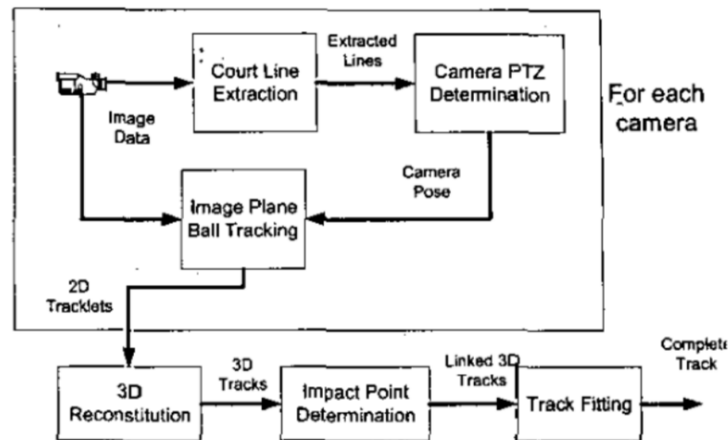 Extracted
Lines
Court Line
Extraction
Camera PTZ
Determination
For each
camera
Image
Data
Camera
Pose
Image Plane
Ball Tracking
2D
Tracklets
3D
Reconstitution
3D
Tracks
Impact Point
Determination
Linked 3D
Tracks
Track Fitting
Complete
Track